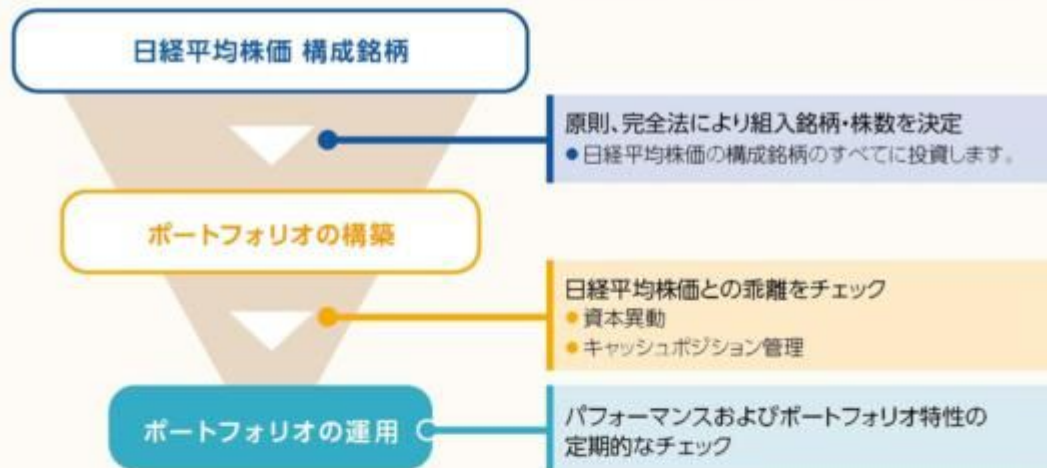 日経平均株価 構成銘柄
原則、完全法により組入銘柄・株数を決定
● 日経平均株価の構成銘柄のすべてに投資します。
ポートフォリオの構築
日経平均株価との乖離をチェック
● 資本異動
● キャッシュポジション管理
ポートフォリオの運用
パフォーマンスおよびポートフォリオ特性の
定期的なチェック